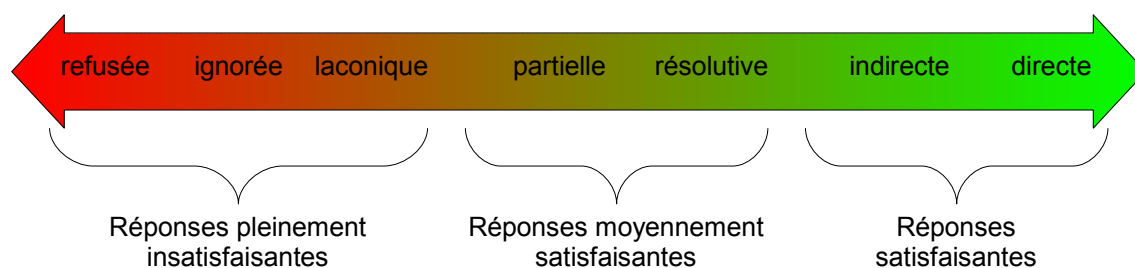 refusée ignorée laconique partielle résolutive indirecte directe
Réponses pleinement insatisfaisantes
Réponses moyennement satisfaisantes
Réponses satisfaisantes